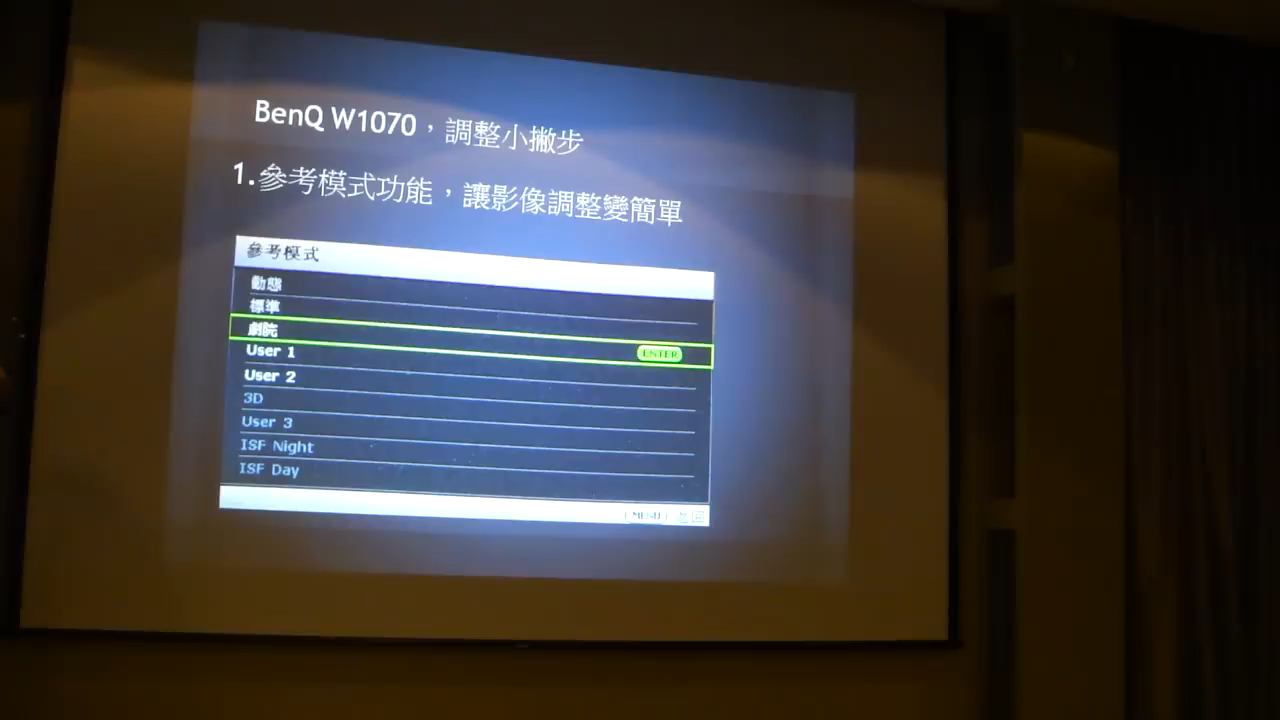 BenQ W1070，調整小撇步
1.參考模式功能，讓影像調整變簡單
參考模式
動態
標準
劇院
ENTER
User 1
User 2
3D
User 3
ISF Night
ISF Day
MENU